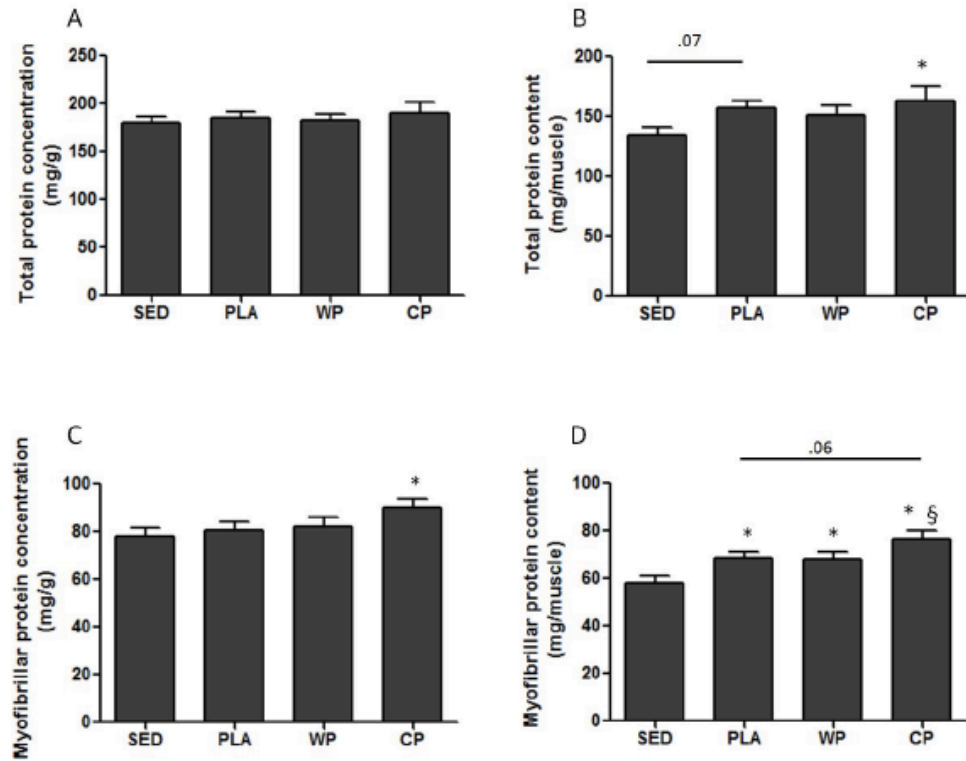 A
Total protein concentration
(mg/g)
250
200
150
100
50
0
SED PLA WP CP
B
.07
*
Total protein content
(mg/muscle)
200
150
100
50
0
SED PLA WP CP
C
*
Myofibrillar protein concentration
(mg/g)
100
80
60
40
20
0
SED PLA WP CP
D
.06
* * * §
Myofibrillar protein content
(mg/muscle)
100
80
60
40
20
0
SED PLA WP CP